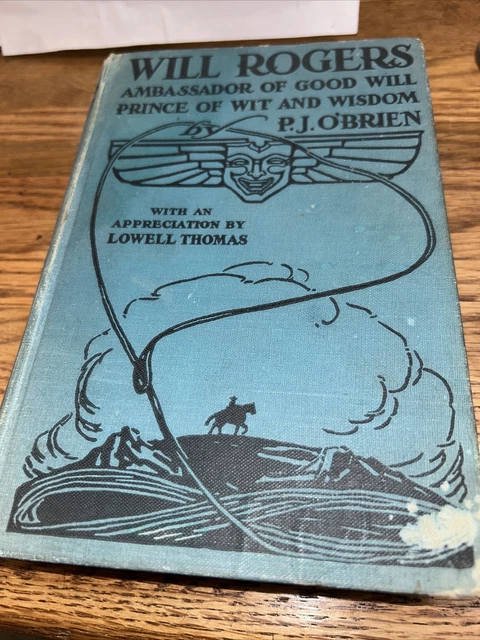 WILL ROGERS
AMBASSADOR OF GOOD WILL
PRINCE OF WIT AND WISDOM
by P.J. O'BRIEN
WITH AN
APPRECIATION BY
LOWELL THOMAS